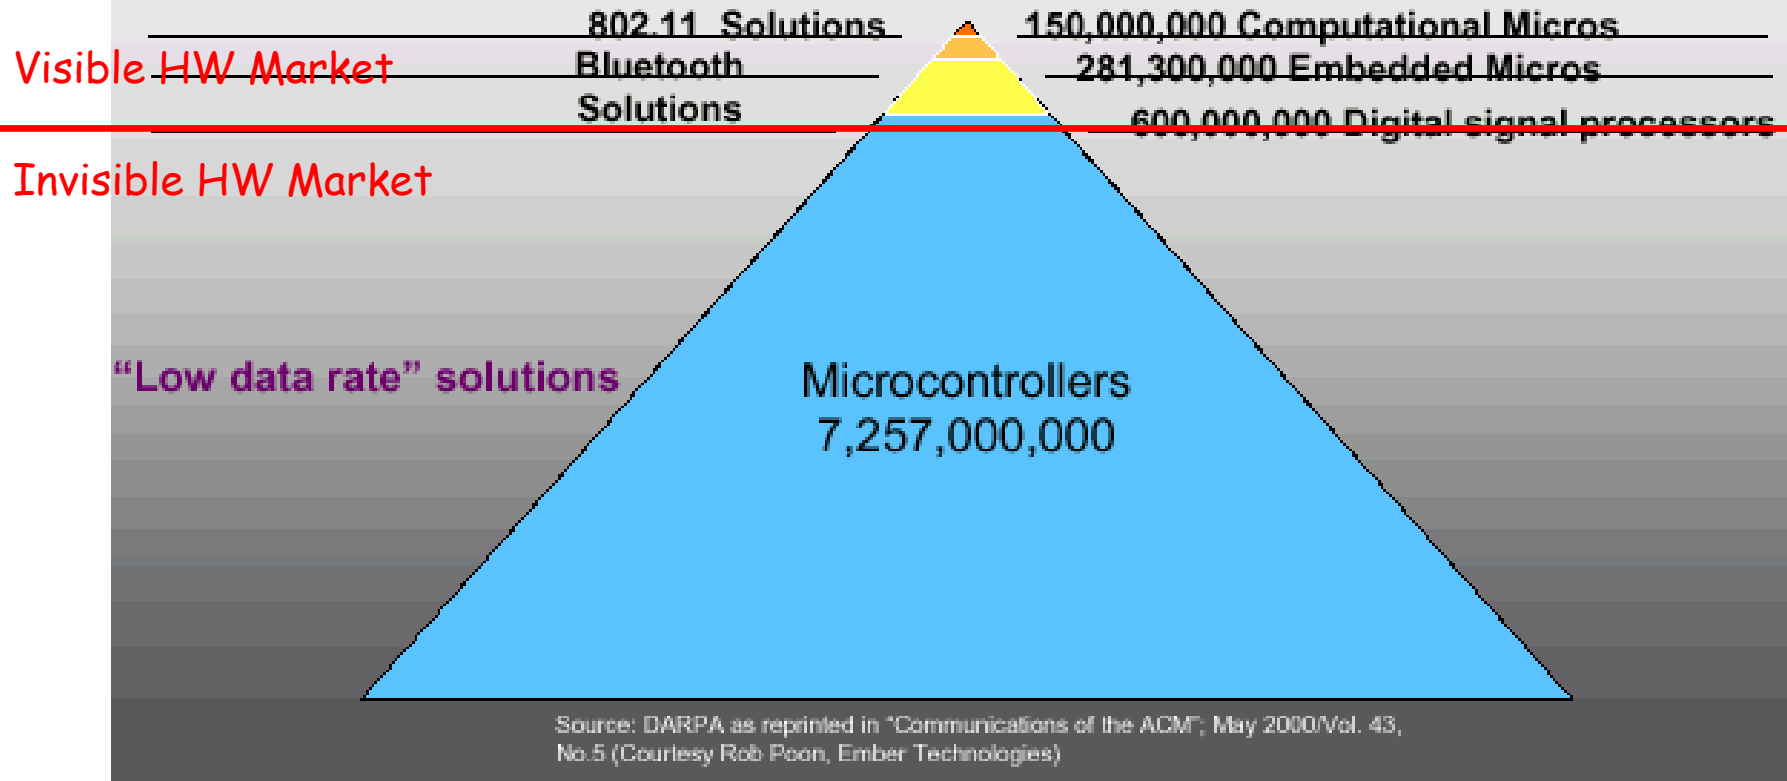 802.11 Solutions
150,000,000 Computational Micros
Visible HW Market
Bluetooth
Solutions
281,300,000 Embedded Micros
600,000,000 Digital signal processors
Invisible HW Market
“Low data rate” solutions
Microcontrollers
7,257,000,000
Source: DARPA as reprinted in “Communications of the ACM”; May 2000/Vol. 43,
No.5 (Courtesy Rob Poon, Ember Technologies)